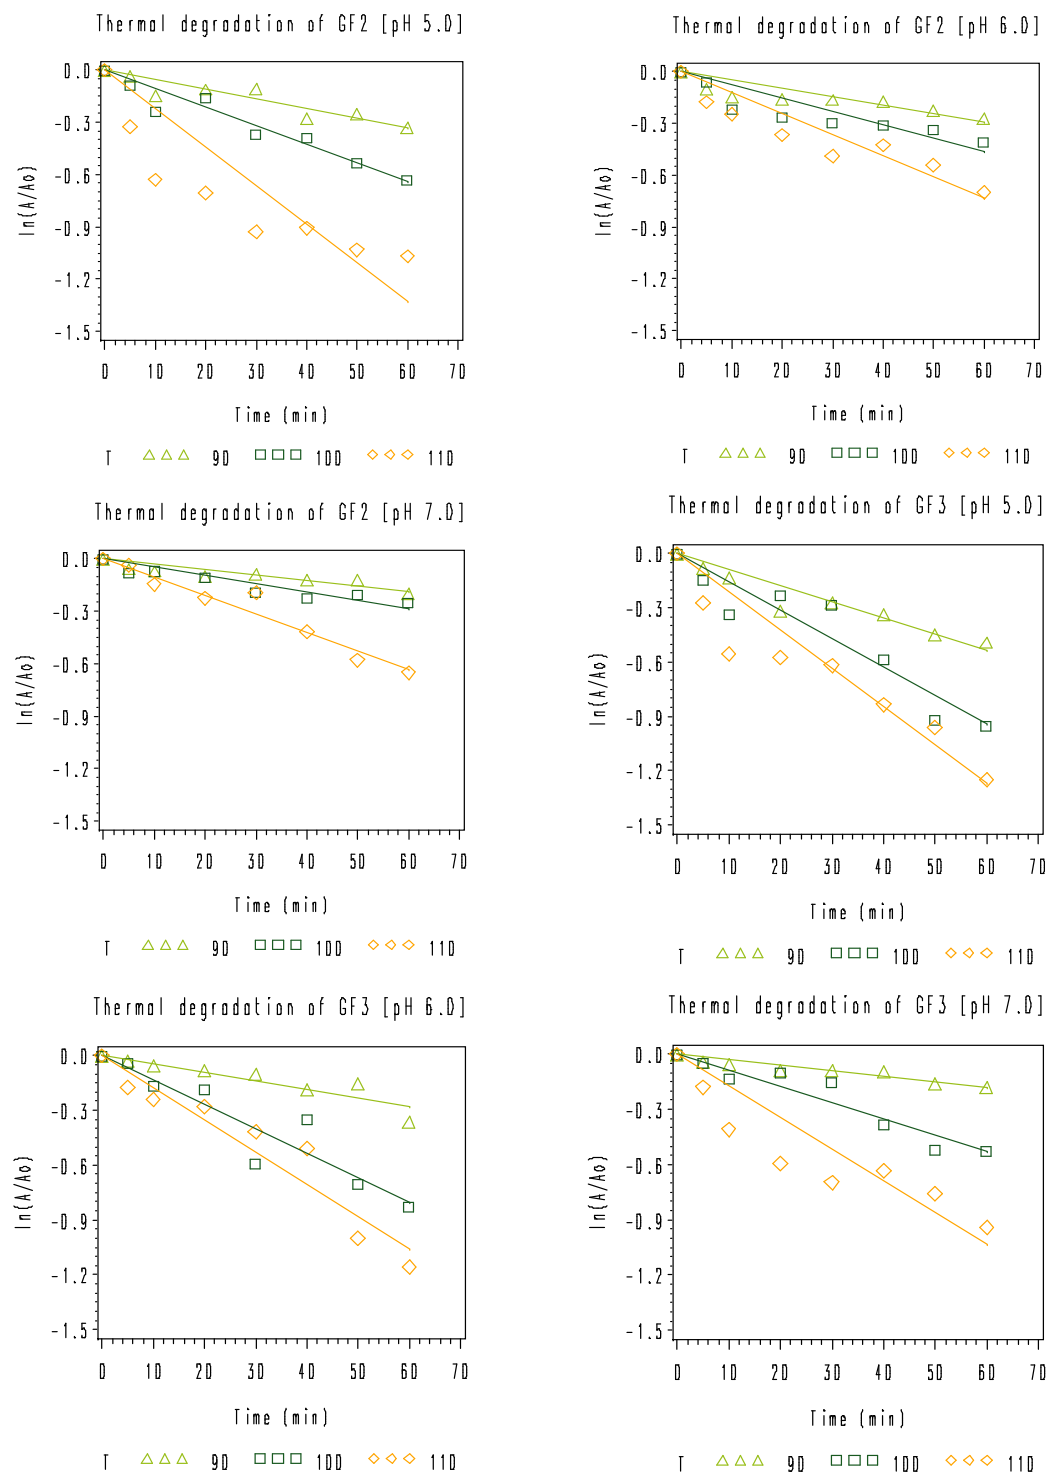 Thermal degradation of GF2 [pH 5.0]
ln(A/Ao)
0.0
-0.3
-0.6
-0.9
-1.2
-1.5
0 10 20 30 40 50 60 70
Time (min)
T 90 100 110
Thermal degradation of GF2 [pH 6.0]
ln(A/Ao)
0.0
-0.3
-0.6
-0.9
-1.2
-1.5
0 10 20 30 40 50 60 70
Time (min)
T 90 100 110
Thermal degradation of GF2 [pH 7.0]
ln(A/Ao)
0.0
-0.3
-0.6
-0.9
-1.2
-1.5
0 10 20 30 40 50 60 70
Time (min)
T 90 100 110
Thermal degradation of GF3 [pH 5.0]
ln(A/Ao)
0.0
-0.3
-0.6
-0.9
-1.2
-1.5
0 10 20 30 40 50 60 70
Time (min)
T 90 100 110
Thermal degradation of GF3 [pH 6.0]
ln(A/Ao)
0.0
-0.3
-0.6
-0.9
-1.2
-1.5
0 10 20 30 40 50 60 70
Time (min)
T 90 100 110
Thermal degradation of GF3 [pH 7.0]
ln(A/Ao)
0.0
-0.3
-0.6
-0.9
-1.2
-1.5
0 10 20 30 40 50 60 70
Time (min)
T 90 100 110